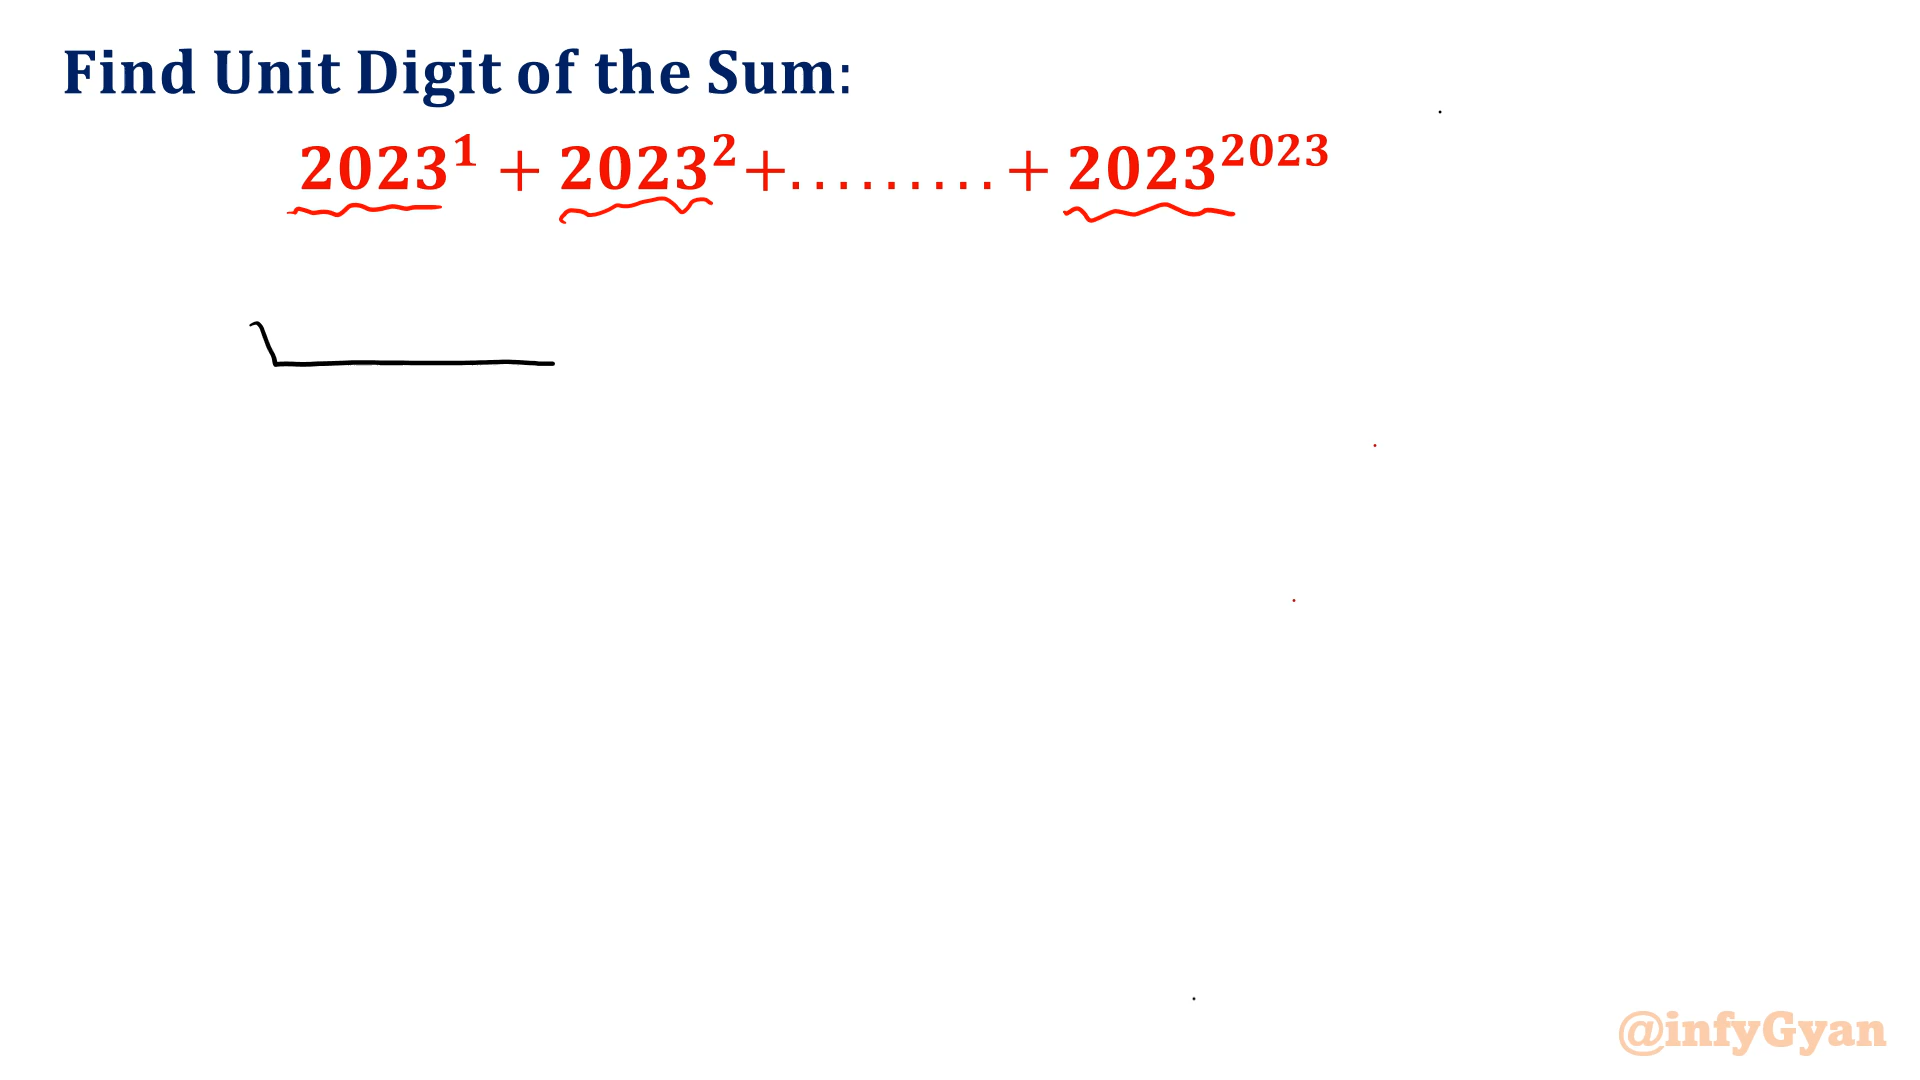 Find Unit Digit of the Sum:
2023¹ + 2023² +......... + 2023²⁰²³
@infyGyan